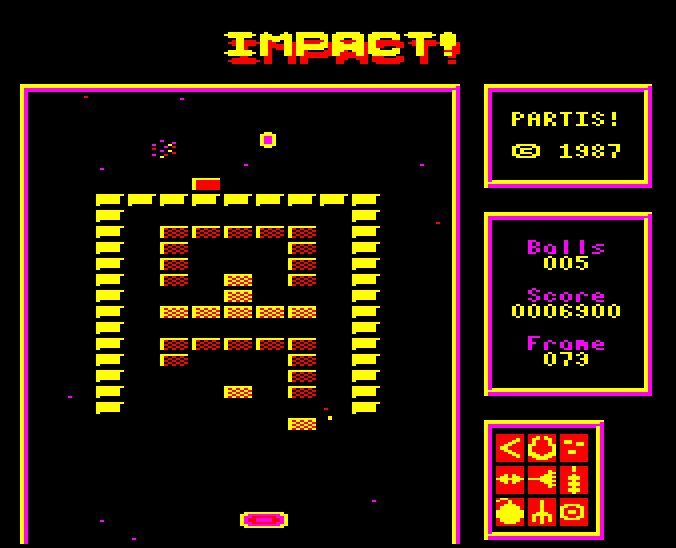 IMPACT!
PARTIS!
© 1987
Balls
005
Score
0006900
Frame
079